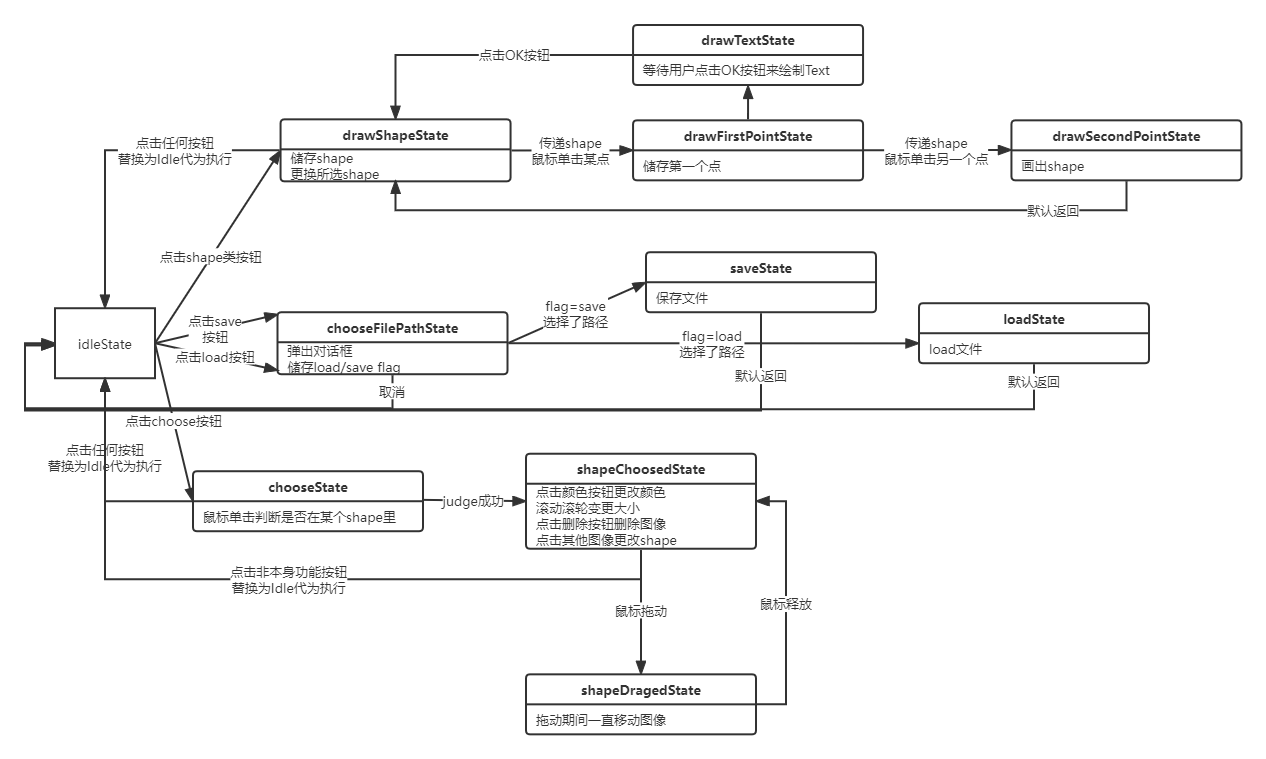 drawTextState
等待用户点击OK按钮来绘制Text
点击OK按钮
drawShapeState
储存shape
更换所选shape
点击任何按钮
替换为Idle代为执行
传递shape
鼠标单击某点
drawFirstPointState
储存第一个点
传递shape
鼠标单击另一个点
drawSecondPointState
画出shape
默认返回
点击shape类按钮
saveState
保存文件
idleState
点击save
按钮
点击load按钮
chooseFilePathState
弹出对话框
储存load/save flag
flag=save
选择了路径
flag=load
选择了路径
loadState
load文件
取消
默认返回
默认返回
点击choose按钮
点击任何按钮
替换为Idle代为执行
chooseState
鼠标单击判断是否在某个shape里
judge成功
shapeChoosedState
点击颜色按钮更改颜色
滚动滚轮变更大小
点击删除按钮删除图像
点击其他图像更改shape
点击非本身功能按钮
替换为Idle代为执行
鼠标拖动
鼠标释放
shapeDragedState
拖动期间一直移动图像